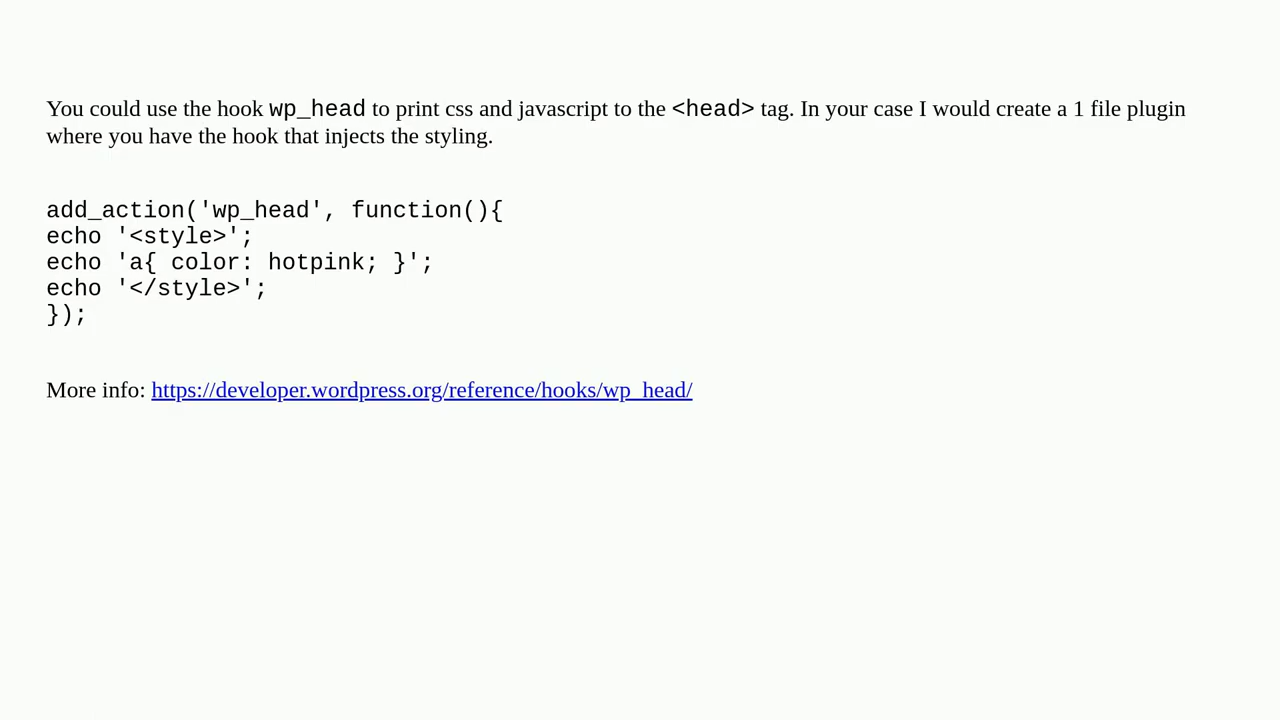 You could use the hook wp_head to print css and javascript to the <head> tag. In your case I would create a 1 file plugin
where you have the hook that injects the styling.
add_action('wp_head', function(){
echo '<style>';
echo 'a{ color: hotpink; }';
echo '</style>';
});
More info: https://developer.wordpress.org/reference/hooks/wp_head/